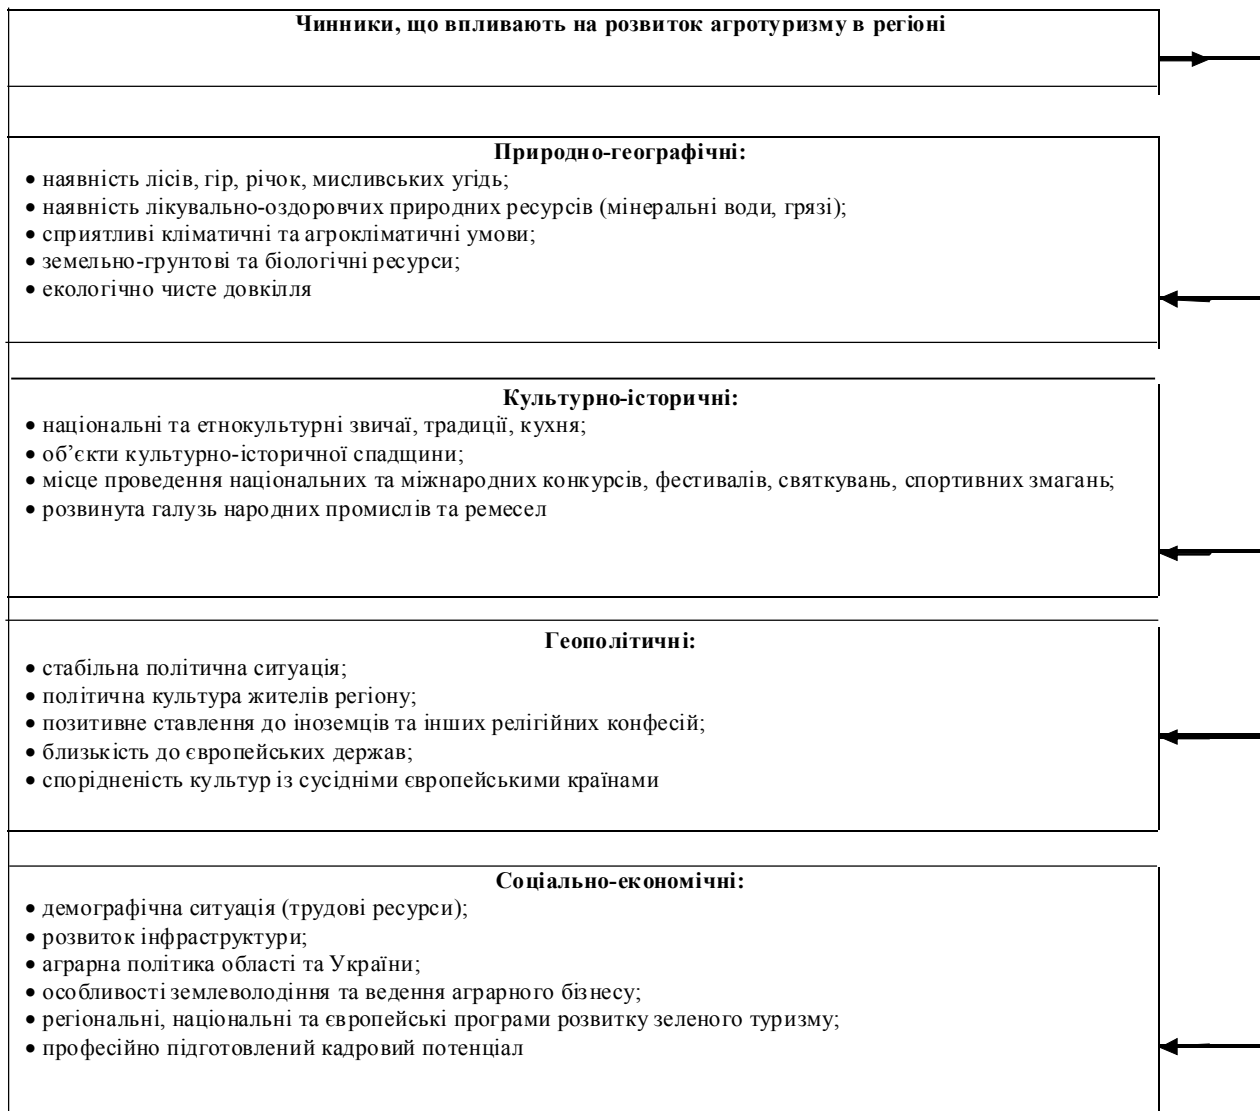 Чинники, що впливають на розвиток агротуризму в регіоні
Природно-географічні:
• наявність лісів, гір, річок, мисливських угідь;
• наявність лікувально-оздоровчих природних ресурсів (мінеральні води, грязі);
• сприятливі кліматичні та агрокліматичні умови;
• земельно-грунтові та біологічні ресурси;
• екологічно чисте довкілля
Культурно-історичні:
• національні та етнокультурні звичаї, традиції, кухня;
• об’єкти культурно-історичної спадщини;
• місце проведення національних та міжнародних конкурсів, фестивалів, святкувань, спортивних змагань;
• розвинута галузь народних промислів та ремесел
Геополітичні:
• стабільна політична ситуація;
• політична культура жителів регіону;
• позитивне ставлення до іноземців та інших релігійних конфесій;
• близькість до європейських держав;
• спорідненість культур із сусідніми європейськими країнами
Соціально-економічні:
• демографічна ситуація (трудові ресурси);
• розвиток інфраструктури;
• аграрна політика області та України;
• особливості землеволодіння та ведення аграрного бізнесу;
• регіональні, національні та європейські програми розвитку зеленого туризму;
• професійно підготовлений кадровий потенціал